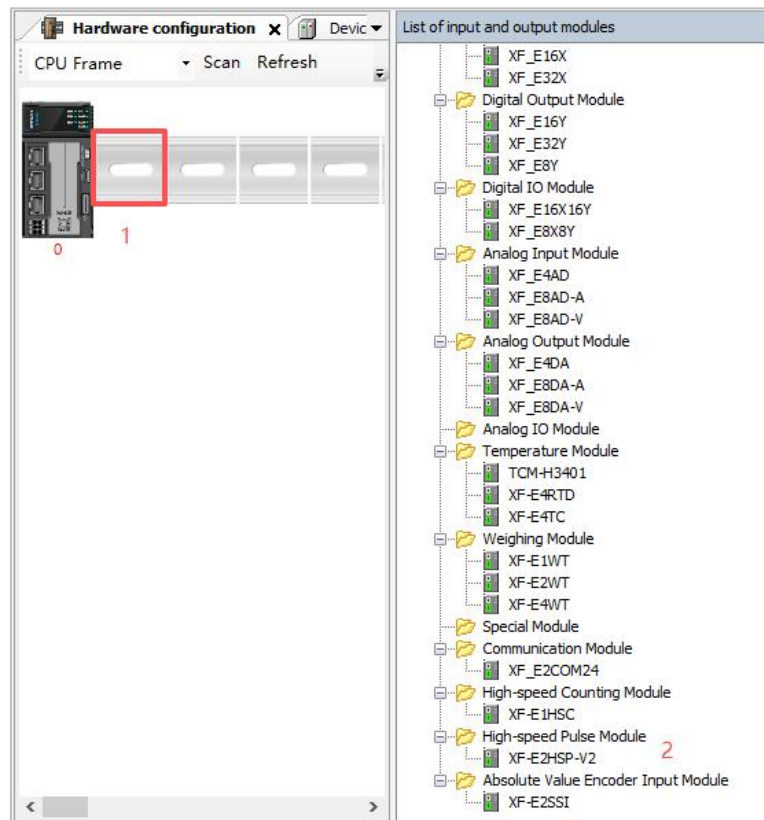 Hardware configuration
Devic
CPU Frame
Scan
Refresh
0
1
List of input and output modules
XF_E16X
XF_E32X
Digital Output Module
XF_E16Y
XF_E32Y
XF_E8Y
Digital IO Module
XF_E16X16Y
XF_E8X8Y
Analog Input Module
XF_E4AD
XF_E8AD-A
XF_E8AD-V
Analog Output Module
XF_E4DA
XF_E8DA-A
XF_E8DA-V
Analog IO Module
Temperature Module
TCM-H3401
XF-E4RTD
XF-E4TC
Weighing Module
XF-E1WT
XF-E2WT
XF-E4WT
Special Module
Communication Module
XF_E2COM24
High-speed Counting Module
XF-E1HSC
High-speed Pulse Module
2
XF-E2HSP-V2
Absolute Value Encoder Input Module
XF-E2SSI